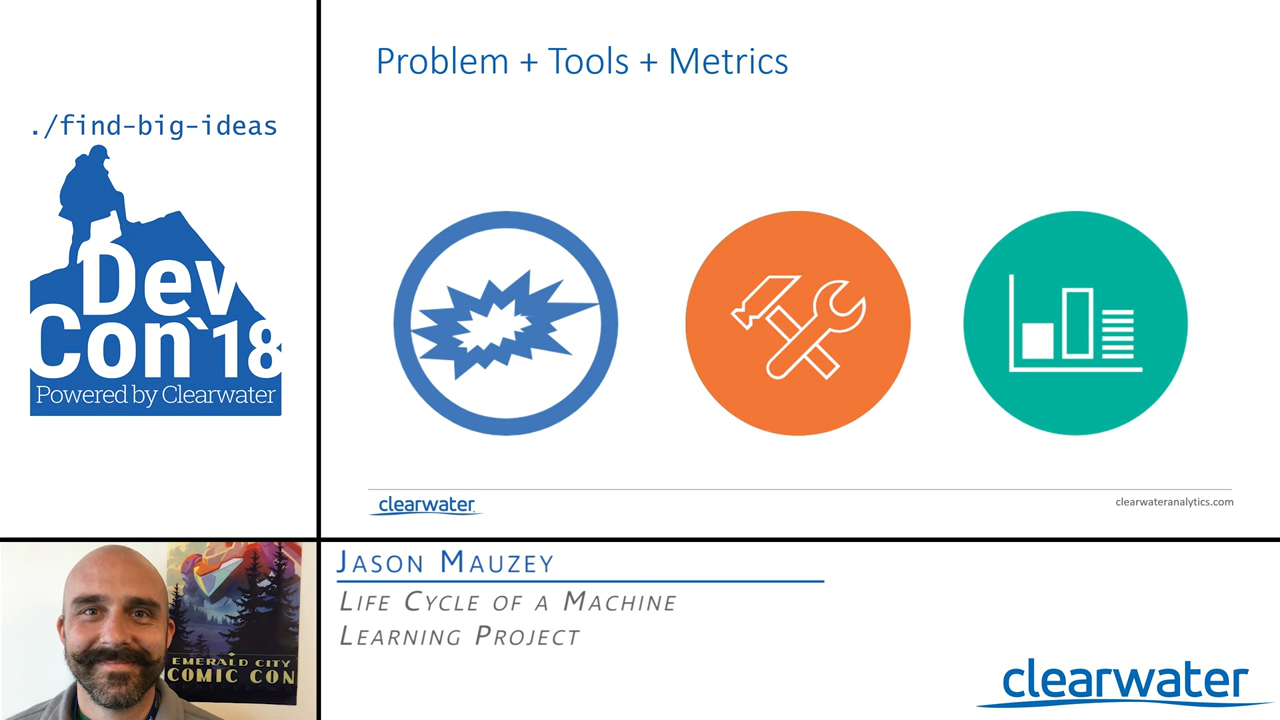 ./find-big-ideas
Dev
Con`18
Powered by Clearwater
Problem + Tools + Metrics
clearwater
clearwateranalytics.com
EMERALD CITY
COMIC CON
JASON MAUZEY
LIFE CYCLE OF A MACHINE
LEARNING PROJECT
clearwater